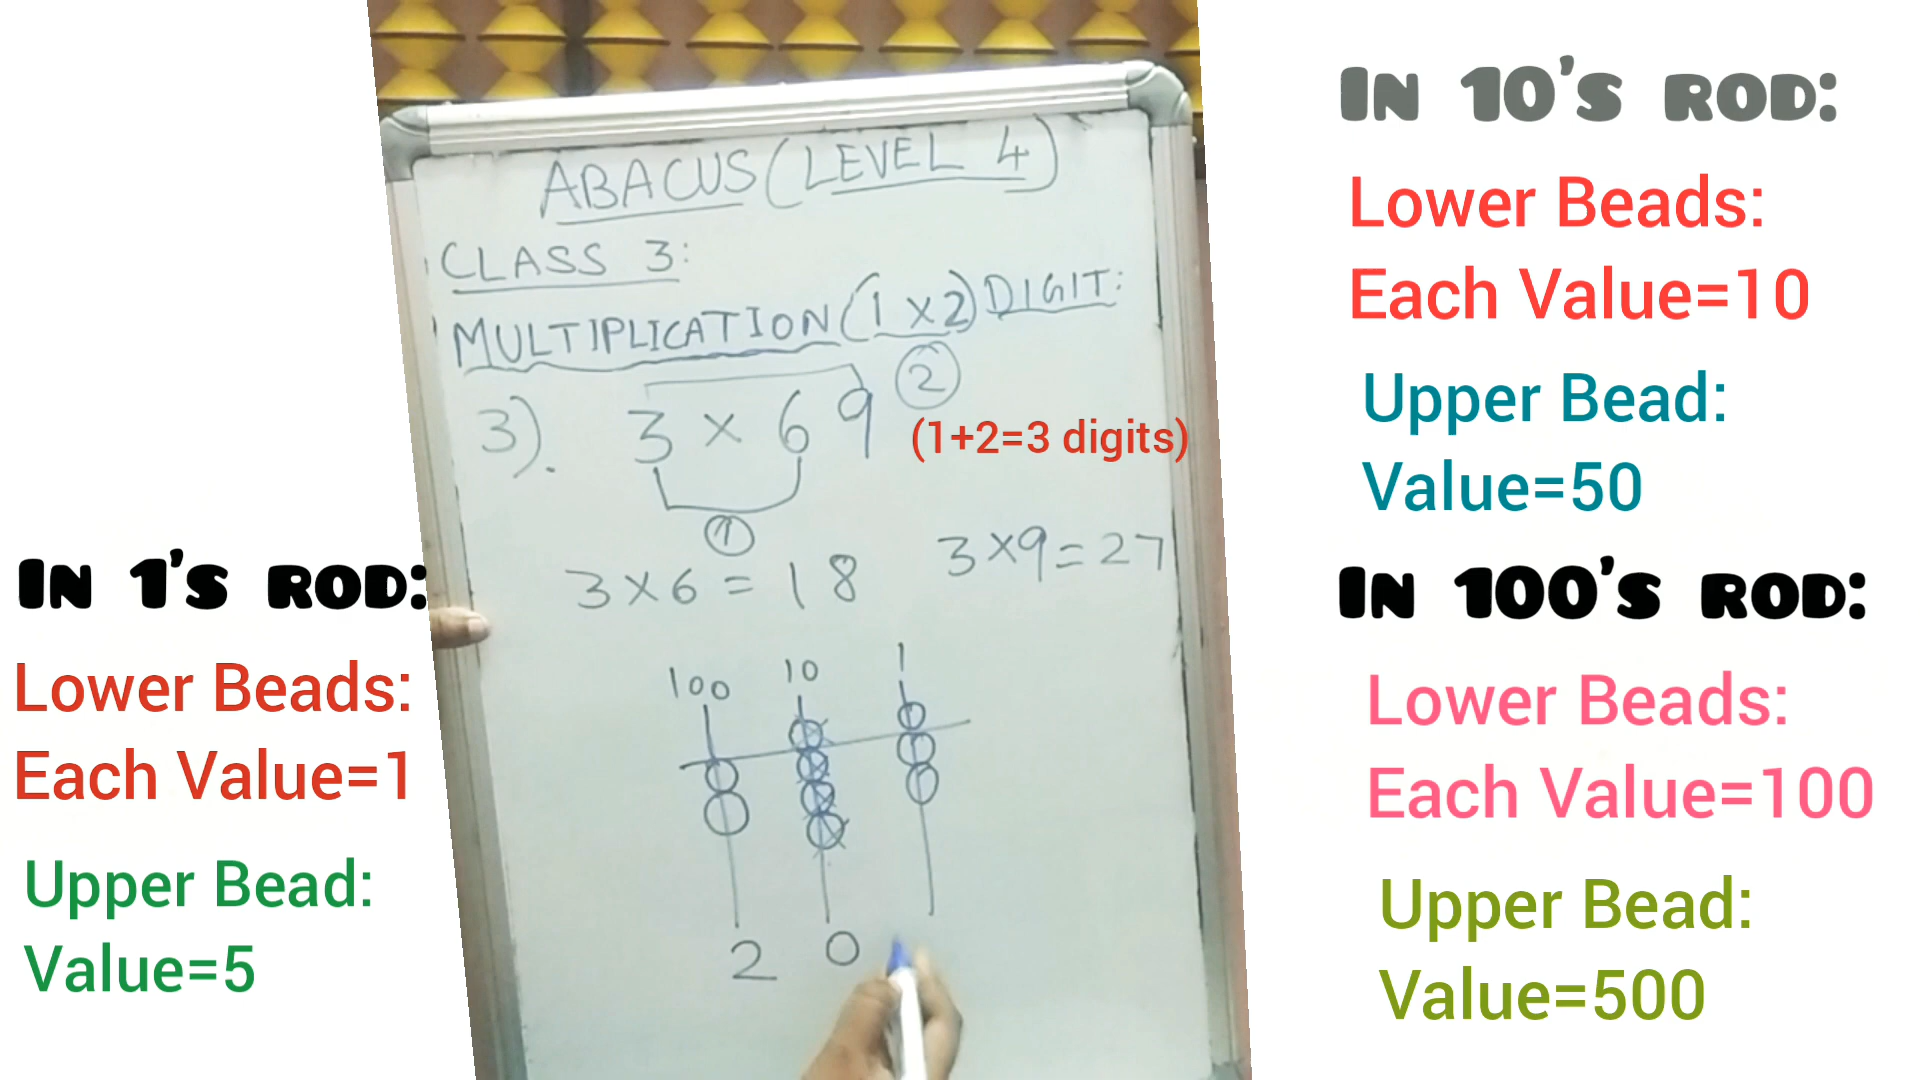 ABACUS (LEVEL 4)
CLASS 3:
MULTIPLICATION (1 x 2) DIGIT:
3). 3 x 69 ②
(1+2=3 digits)
①
3 x 6 = 18
3 x 9 = 27
100 10 1
2 0
In 1's rod:
Lower Beads:
Each Value=1
Upper Bead:
Value=5
In 10's rod:
Lower Beads:
Each Value=10
Upper Bead:
Value=50
In 100's rod:
Lower Beads:
Each Value=100
Upper Bead:
Value=500